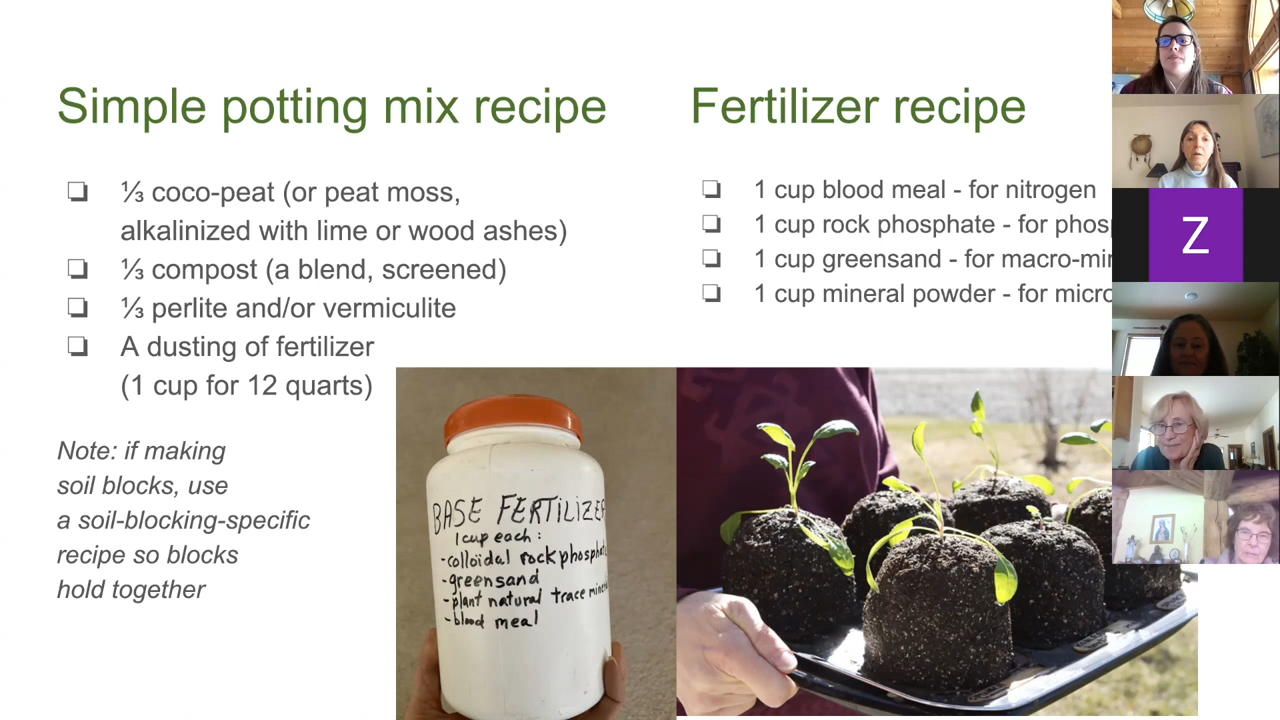 Simple potting mix recipe
❏ ⅓ coco-peat (or peat moss,
alkalinized with lime or wood ashes)
❏ ⅓ compost (a blend, screened)
❏ ⅓ perlite and/or vermiculite
❏ A dusting of fertilizer
(1 cup for 12 quarts)
Note: if making
soil blocks, use
a soil-blocking-specific
recipe so blocks
hold together
Fertilizer recipe
❏ 1 cup blood meal - for nitrogen
❏ 1 cup rock phosphate - for phosp
❏ 1 cup greensand - for macro-mi
❏ 1 cup mineral powder - for micro
BASE FERTILIZER
1 cup each:
-colloidal rock phosphat
-greensand
-plant natural trace mine
-blood meal
Z